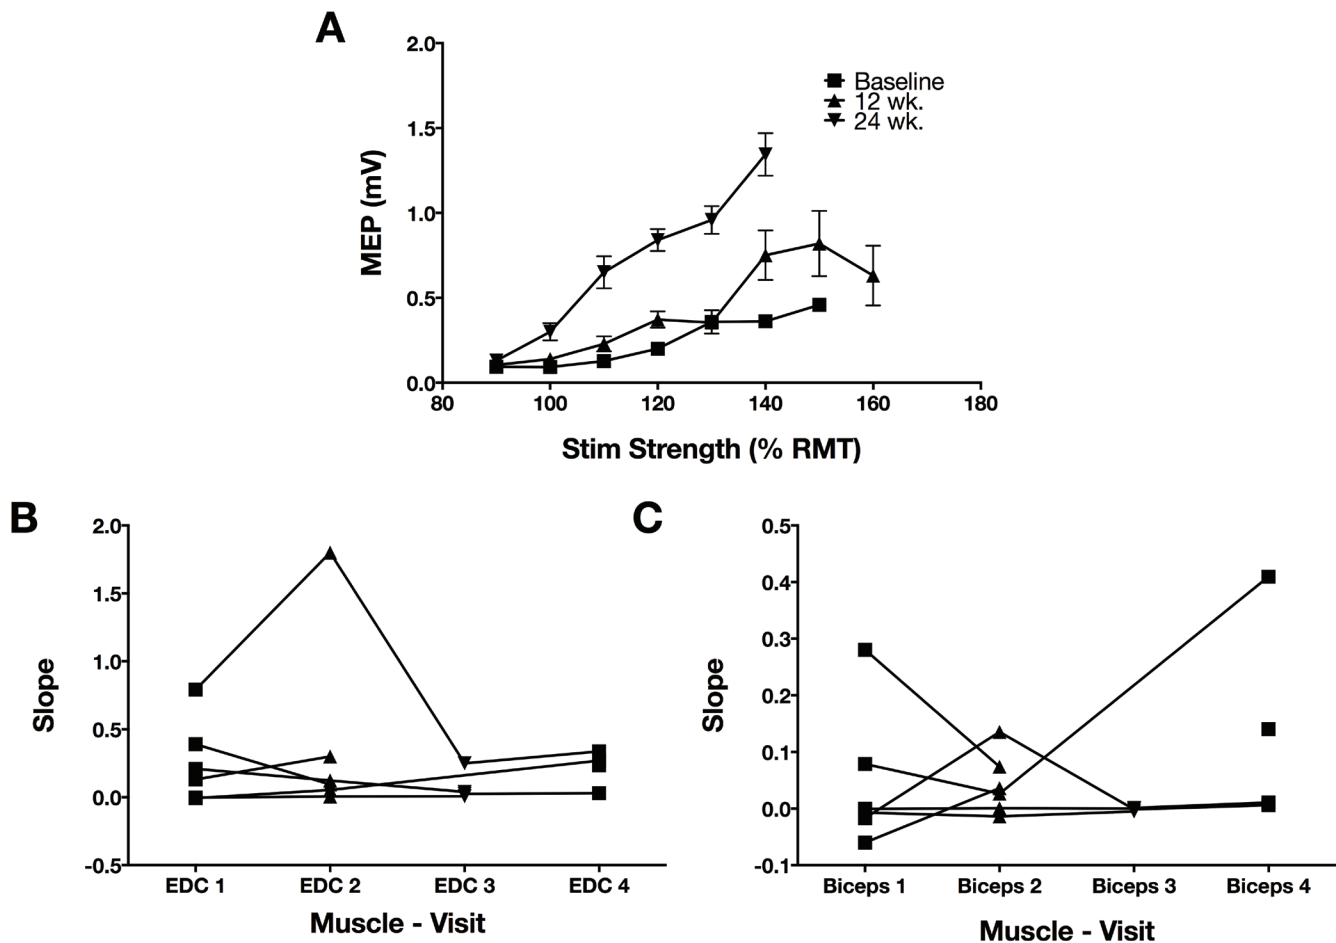 A
2.0
1.5
1.0
0.5
0.0
MEP (mV)
Baseline
12 wk.
24 wk.
80 100 120 140 160 180
Stim Strength (% RMT)
B
2.0
1.5
1.0
0.5
0.0
-0.5
Slope
EDC 1 EDC 2 EDC 3 EDC 4
Muscle - Visit
C
0.5
0.4
0.3
0.2
0.1
0.0
-0.1
Slope
Biceps 1 Biceps 2 Biceps 3 Biceps 4
Muscle - Visit